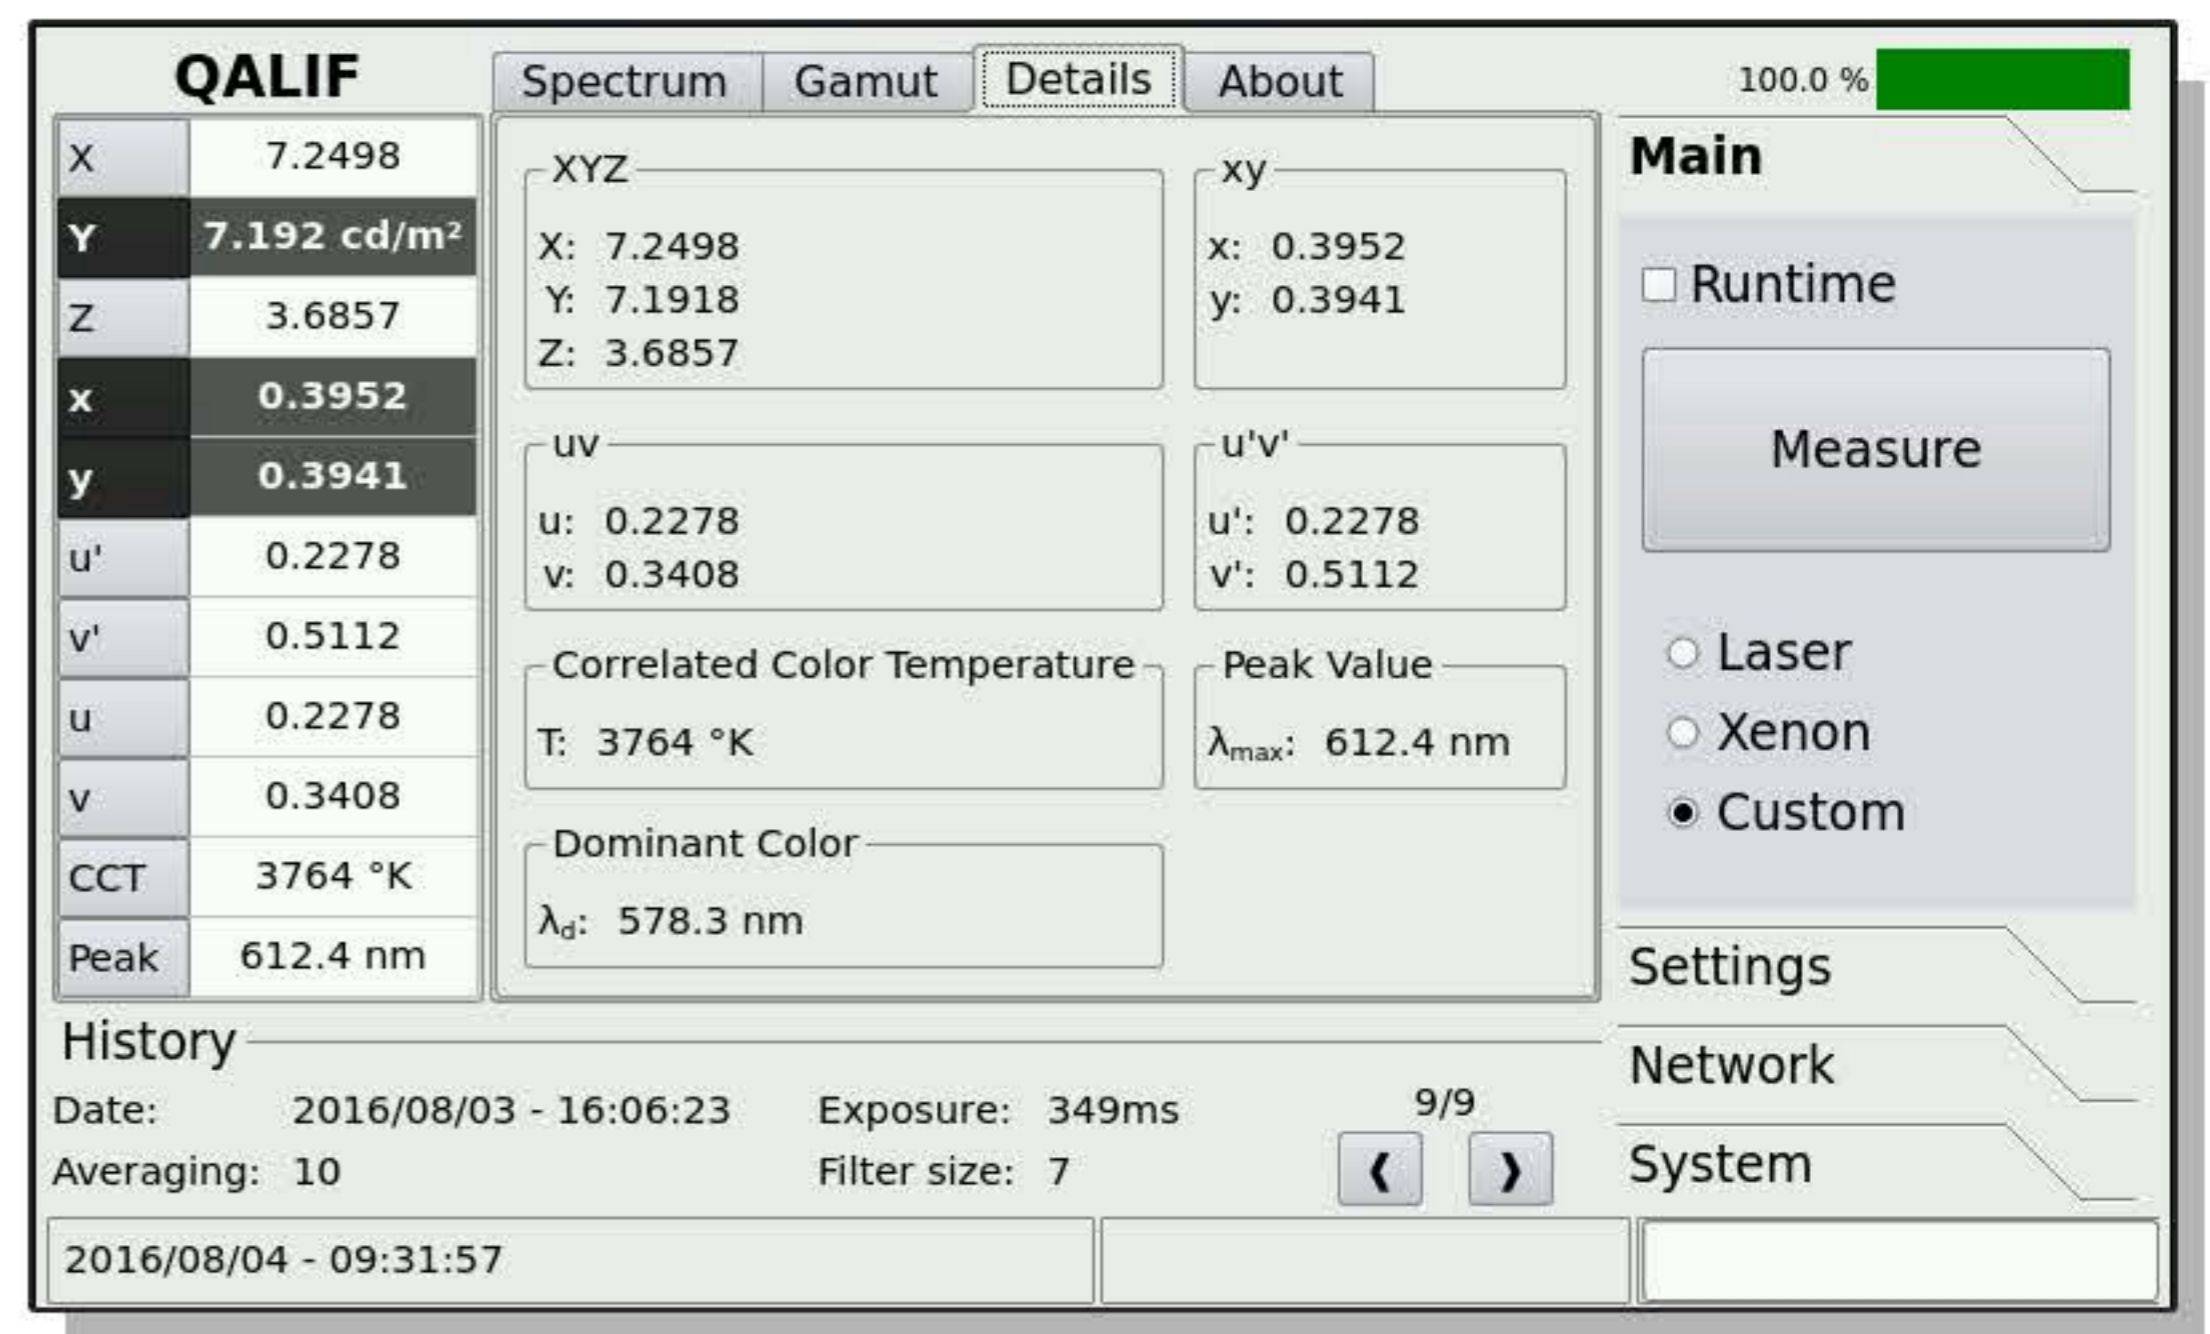 QALIF
Spectrum Gamut Details About
100.0 %
X 7.2498
Y 7.192 cd/m²
Z 3.6857
x 0.3952
y 0.3941
u' 0.2278
v' 0.5112
u 0.2278
v 0.3408
CCT 3764 °K
Peak 612.4 nm
XYZ
X: 7.2498
Y: 7.1918
Z: 3.6857
xy
x: 0.3952
y: 0.3941
uv
u: 0.2278
v: 0.3408
u'v'
u': 0.2278
v': 0.5112
Correlated Color Temperature
T: 3764 °K
Peak Value
λmax: 612.4 nm
Dominant Color
λd: 578.3 nm
Main
Runtime
Measure
Laser
Xenon
Custom
Settings
Network
System
History
Date: 2016/08/03 - 16:06:23 Exposure: 349ms 9/9
Averaging: 10 Filter size: 7 ❰ ❱
2016/08/04 - 09:31:57